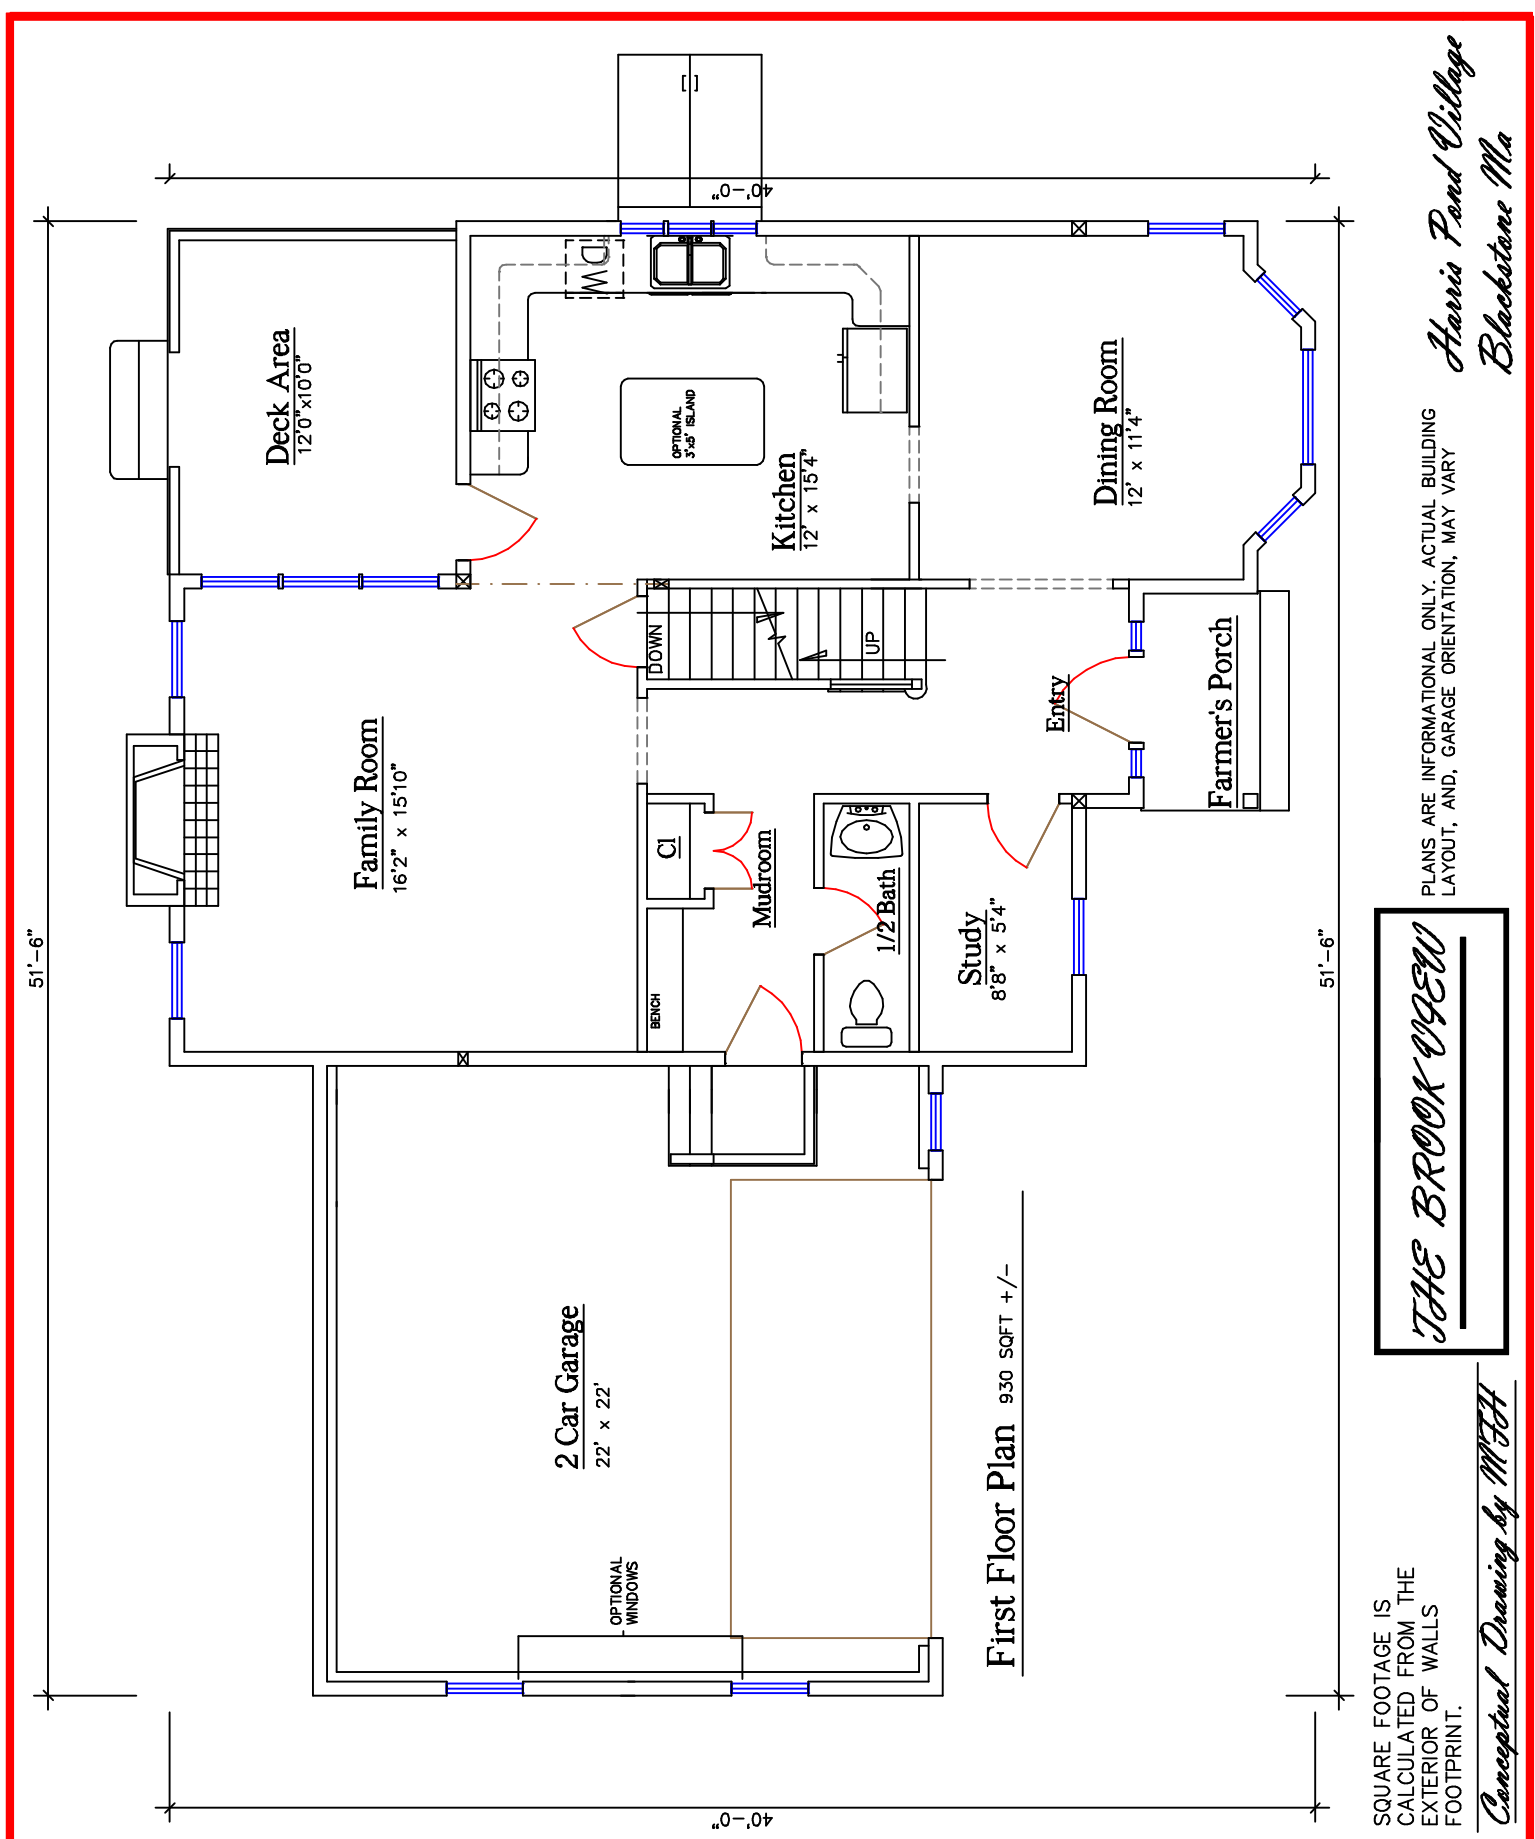 51'-6"
Family Room
16'2" x 15'10"
Deck Area
12'0"x10'0"
2 Car Garage
22' x 22'
OPTIONAL
WINDOWS
BENCH
Cl
Mudroom
DOWN
UP
DW
OPTIONAL
3'x5' ISLAND
Kitchen
12' x 15'4"
1/2 Bath
Study
8'8" x 5'4"
Entry
Dining Room
12' x 11'4"
Farmer's Porch
40'-0"
40'-0"
First Floor Plan 930 SQFT +/-
51'-6"
SQUARE FOOTAGE IS
CALCULATED FROM THE
EXTERIOR OF WALLS
FOOTPRINT.
Conceptual Drawing by MFH
THE BROOKVIEW
PLANS ARE INFORMATIONAL ONLY. ACTUAL BUILDING
LAYOUT, AND, GARAGE ORIENTATION, MAY VARY
Harris Pond Village
Blackstone Ma